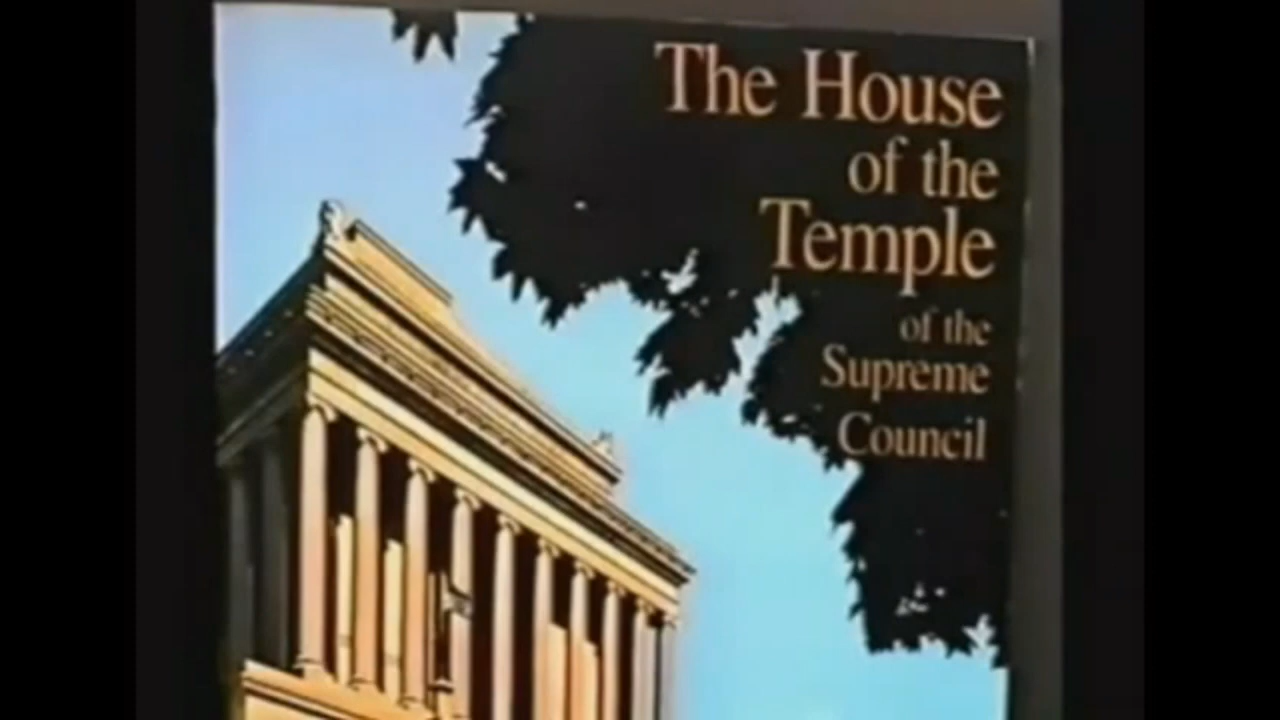 The House
of the
Temple
of the
Supreme
Council